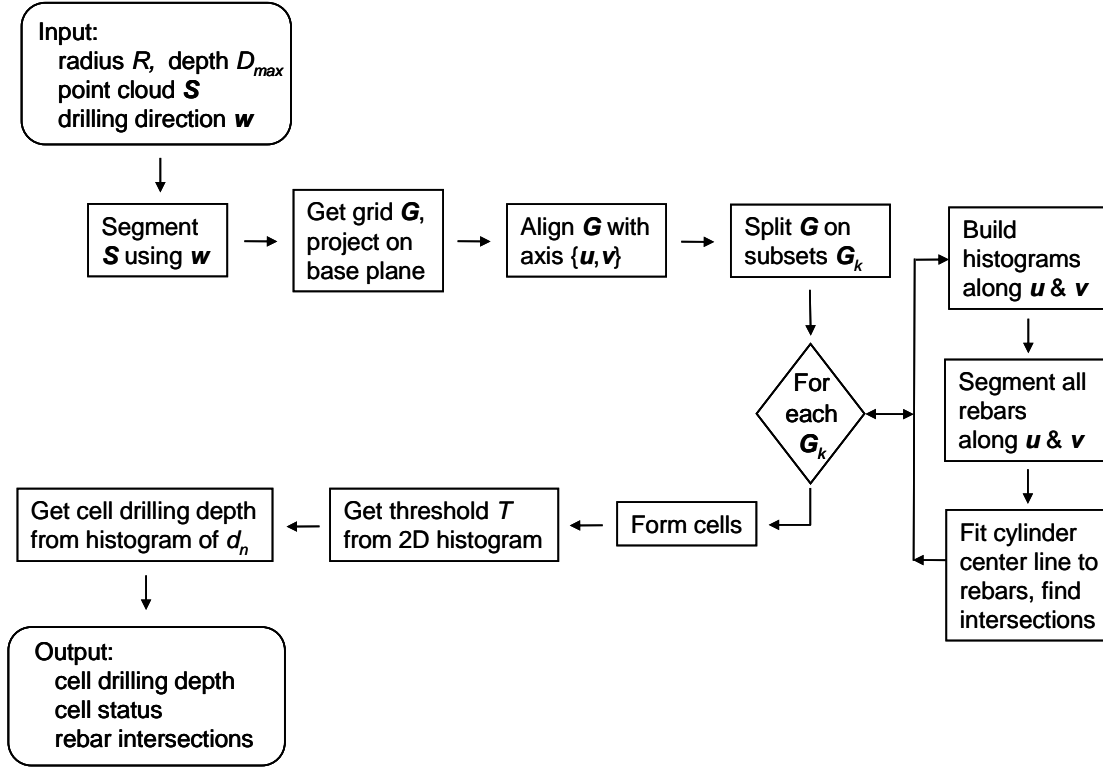 Input:
radius R, depth Dmax
point cloud S
drilling direction w
Segment
S using w
Get grid G,
project on
base plane
Align G with
axis {u,v}
Split G on
subsets Gk
For
each
Gk
Build
histograms
along u & v
Segment all
rebars
along u & v
Fit cylinder
center line to
rebars, find
intersections
Form cells
Get threshold T
from 2D histogram
Get cell drilling depth
from histogram of dn
Output:
cell drilling depth
cell status
rebar intersections